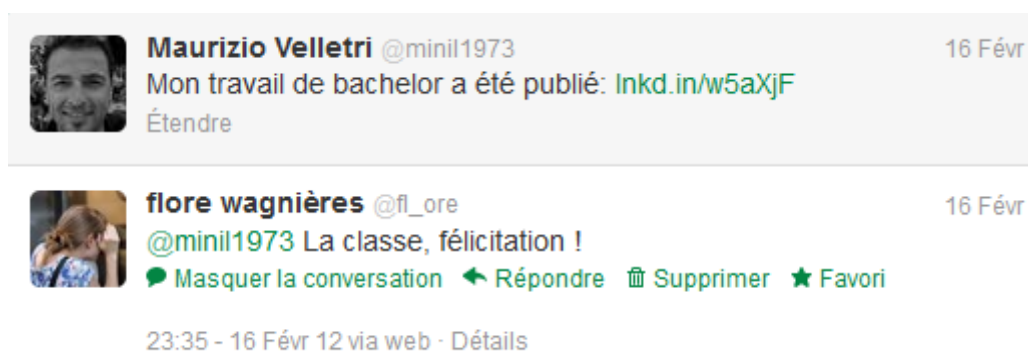 Maurizio Velletri @minil1973 16 Févr
Mon travail de bachelor a été publié: lnkd.in/w5aXjF
Étendre
flore wagnières @fl_ore 16 Févr
@minil1973 La classe, félicitation !
Masquer la conversation Répondre Supprimer Favori
23:35 - 16 Févr 12 via web · Détails